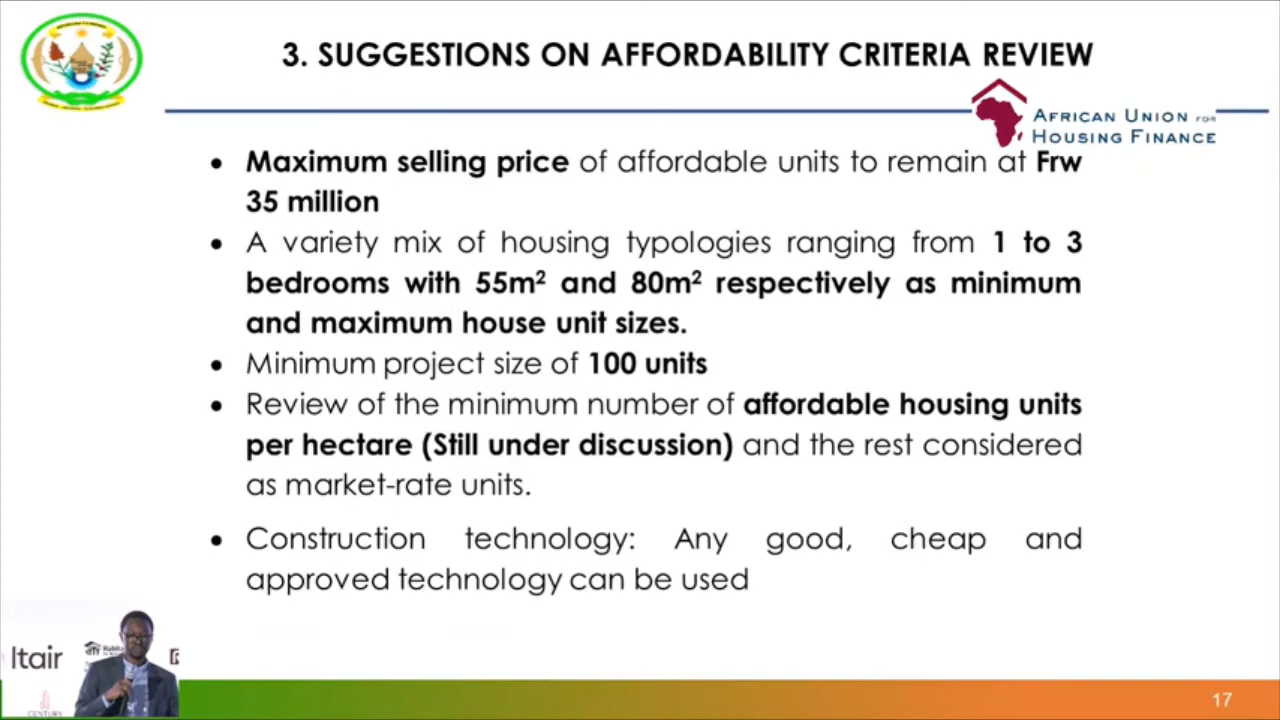 3. SUGGESTIONS ON AFFORDABILITY CRITERIA REVIEW
AFRICAN UNION FOR
HOUSING FINANCE
• Maximum selling price of affordable units to remain at Frw
35 million
• A variety mix of housing typologies ranging from 1 to 3
bedrooms with 55m² and 80m² respectively as minimum
and maximum house unit sizes.
• Minimum project size of 100 units
• Review of the minimum number of affordable housing units
per hectare (Still under discussion) and the rest considered
as market-rate units.
• Construction technology: Any good, cheap and
approved technology can be used
ltair
CENTURY
17